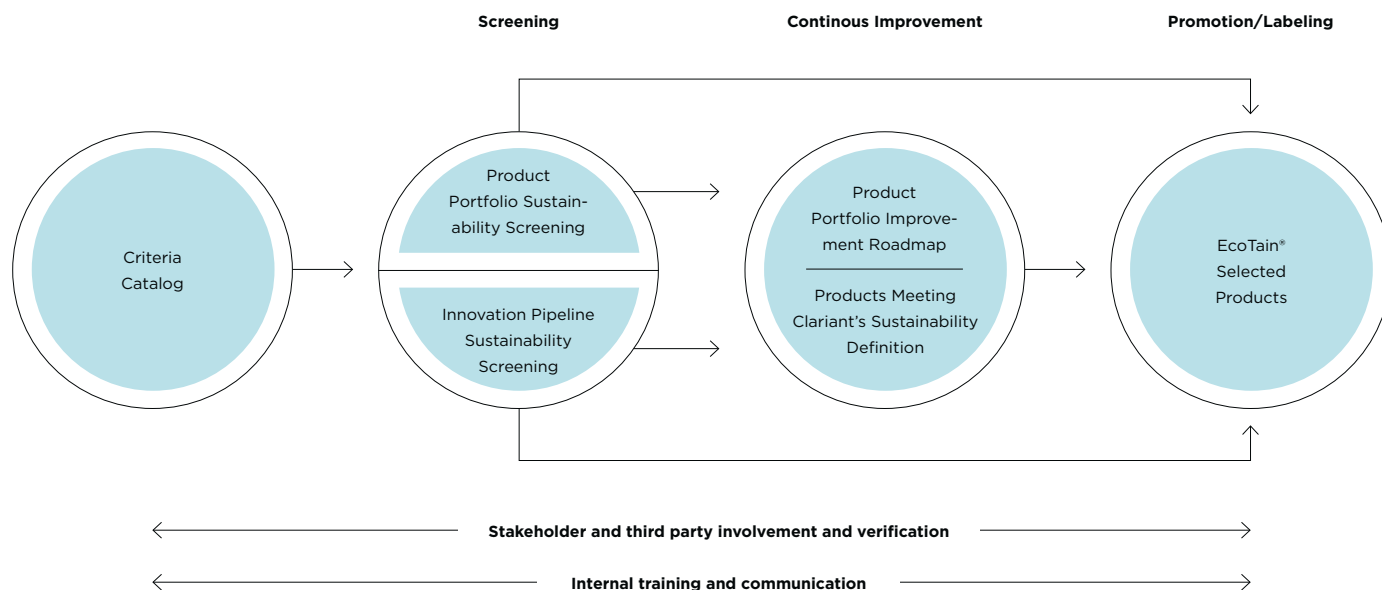 Screening
Continous Improvement
Promotion/Labeling
Criteria
Catalog
Product
Portfolio Sustain-
ability Screening
Innovation Pipeline
Sustainability
Screening
Product
Portfolio Improve-
ment Roadmap
Products Meeting
Clariant’s Sustainability
Definition
EcoTain®
Selected
Products
Stakeholder and third party involvement and verification
Internal training and communication